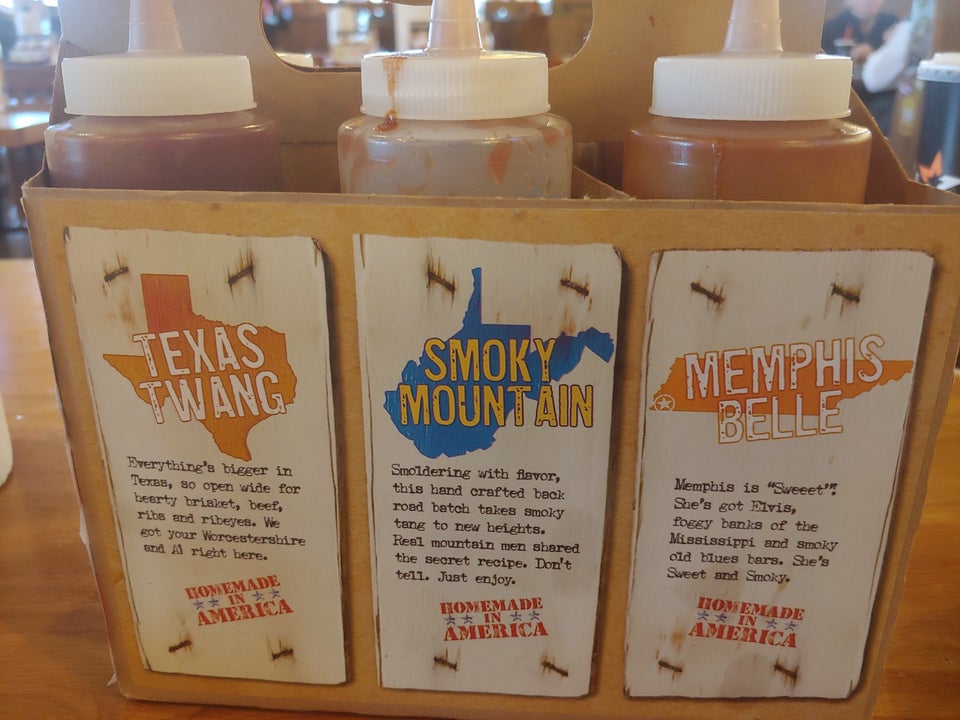 TEXAS
TWANG
Everything's bigger in
Texas, so open wide for
hearty brisket, beef,
ribs and ribeyes. We
got your Worcestershire
and A1 right here.
HOMEMADE
IN
AMERICA
SMOKY
MOUNTAIN
Smoldering with flavor,
this hand crafted back
road batch takes smoky
tang to new heights.
Real mountain men shared
the secret recipe. Don't
tell. Just enjoy.
HOMEMADE
IN
AMERICA
MEMPHIS
BELLE
Memphis is "Sweeet"!
She's got Elvis,
foggy banks of the
Mississippi and smoky
old blues bars. She's
Sweet and Smoky.
HOMEMADE
IN
AMERICA